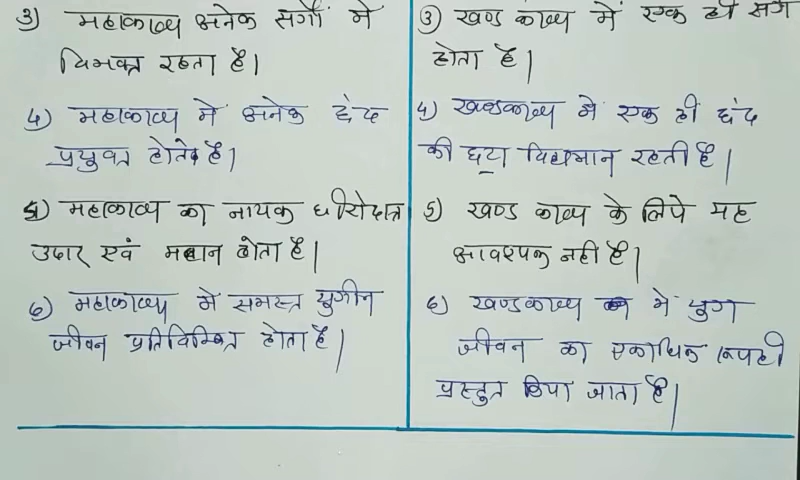 3) महाकाव्य अनेक सर्गों में
विभक्त रहता है।
4) महाकाव्य में अनेक छंद
प्रयुक्त होते है।
5) महाकाव्य का नायक धीरोदात्त
उदार एवं महान होता है।
6) महाकाव्य में समस्त युगीन
जीवन प्रतिविम्बित होता है।
3) खण्ड काव्य में एक ही सर्ग
होता है।
4) खण्डकाव्य में एक ही छंद
की छटा विद्यमान रहती है।
5) खण्ड काव्य के लिये यह
आवश्यक नही है।
6) खण्डकाव्य में युग
जीवन का एकाधिक रूपही
प्रस्तुत किया जाता है।